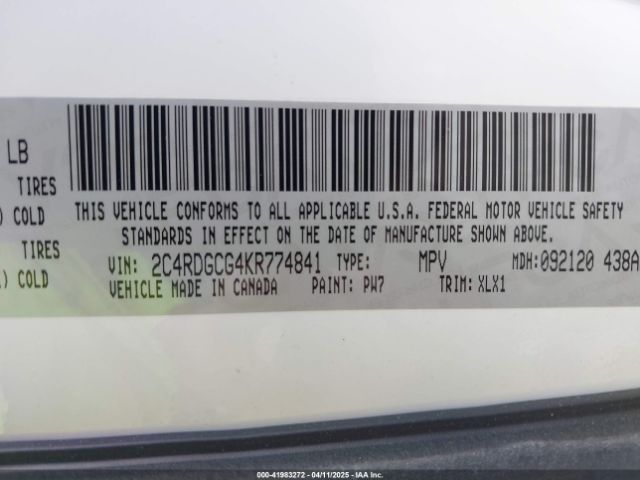 LB
TIRES
) COLD
TIRES
) COLD
THIS VEHICLE CONFORMS TO ALL APPLICABLE U.S.A. FEDERAL MOTOR VEHICLE SAFETY
STANDARDS IN EFFECT ON THE DATE OF MANUFACTURE SHOWN ABOVE.
VIN: 2C4RDGCG4KR774841 TYPE: MPV MDH:092120 438A
VEHICLE MADE IN CANADA PAINT: PW7 TRIM: XLX1
000-41983272 - 04/11/2025 - IAA Inc.